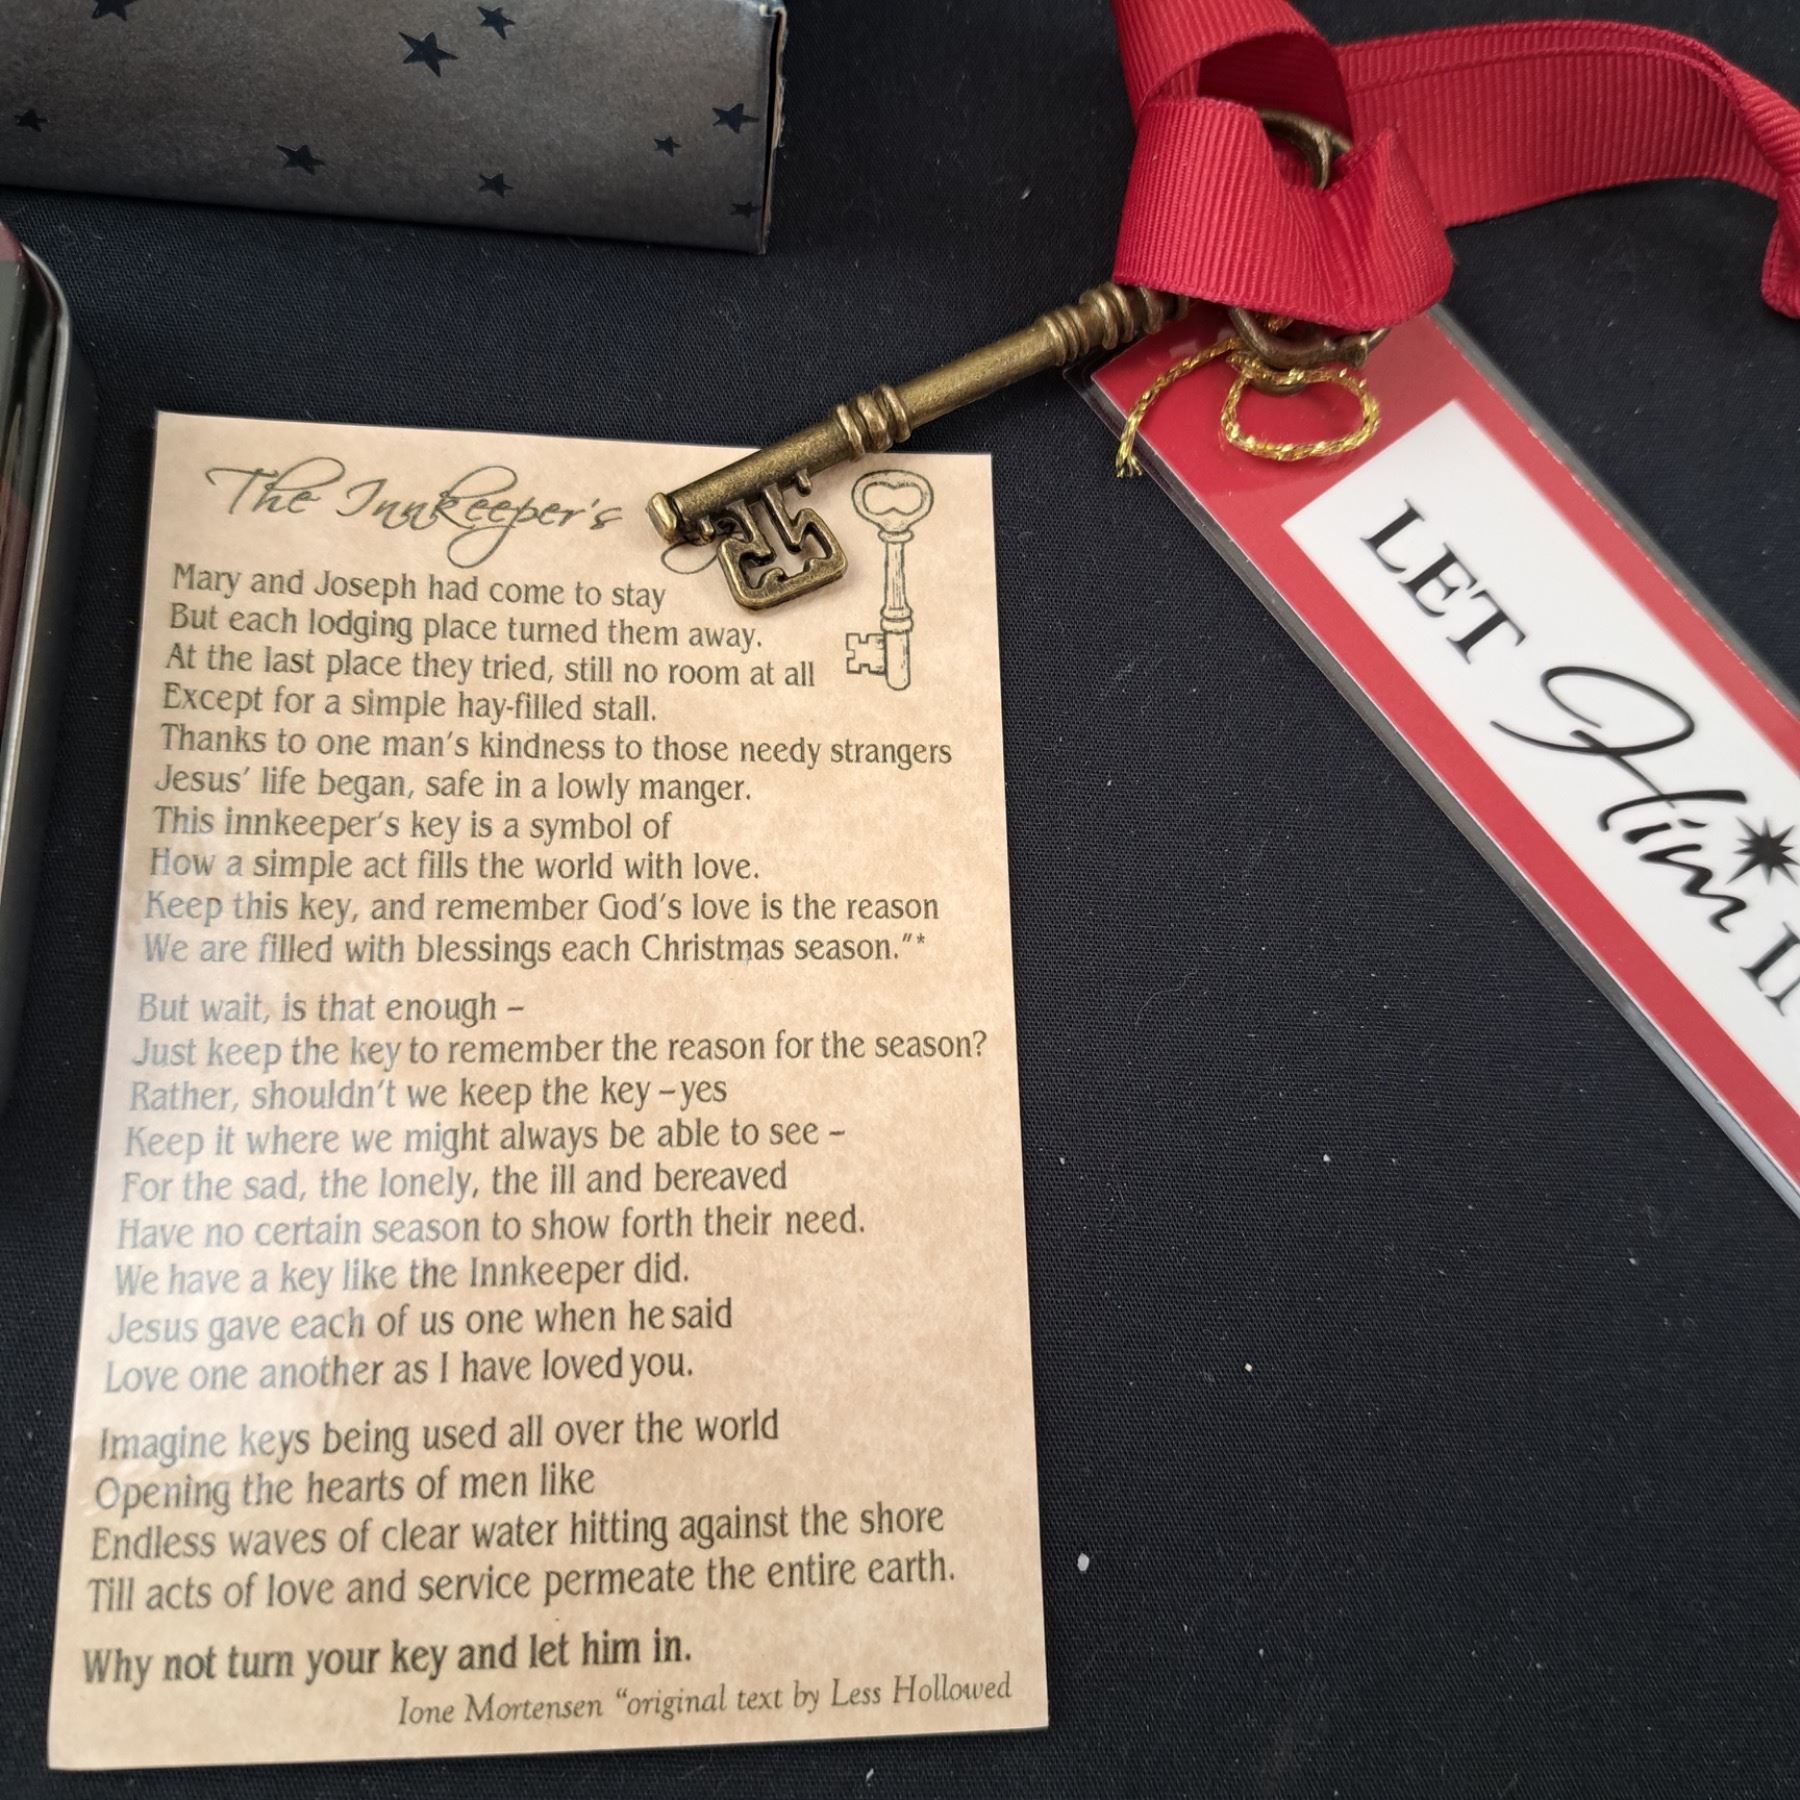 The Innkeeper's
Mary and Joseph had come to stay
But each lodging place turned them away.
At the last place they tried, still no room at all
Except for a simple hay-filled stall.
Thanks to one man's kindness to those needy strangers
Jesus' life began, safe in a lowly manger.
This innkeeper's key is a symbol of
How a simple act fills the world with love.
Keep this key, and remember God's love is the reason
We are filled with blessings each Christmas season."*
But wait, is that enough –
Just keep the key to remember the reason for the season?
Rather, shouldn't we keep the key – yes
Keep it where we might always be able to see –
For the sad, the lonely, the ill and bereaved
Have no certain season to show forth their need.
We have a key like the Innkeeper did.
Jesus gave each of us one when he said
Love one another as I have loved you.
Imagine keys being used all over the world
Opening the hearts of men like
Endless waves of clear water hitting against the shore
Till acts of love and service permeate the entire earth.
Why not turn your key and let him in.
Ione Mortensen "original text by Less Hollowed
LET Him